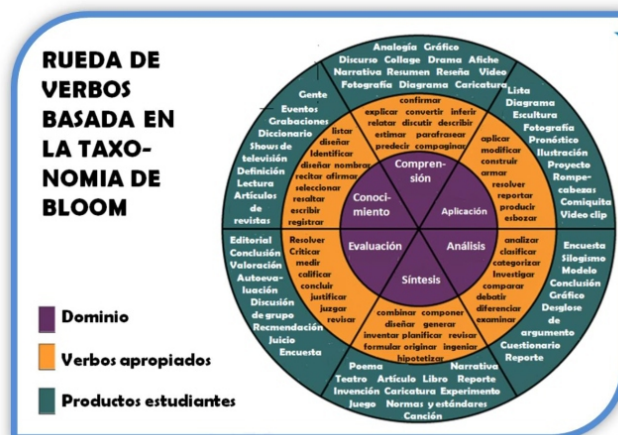 RUEDA DE
VERBOS
BASADA EN
LA TAXO-
NOMIA DE
BLOOM
Dominio
Verbos apropiados
Productos estudiantes
Analogía Gráfico
Discurso Collage Drama Afiche
Narrativa Resumen Reseña Video
Fotografía Diagrama Caricatura
confirmar
explicar convertir inferir
relatar discutir describir
estimar parafrasear
predecir compaginar
Compren-
sión
Lista
Diagrama
Escultura
Fotografía
Pronóstico
Ilustración
Proyecto
Rompe-
cabezas
Comiquita
Video clip
aplicar
modificar
construir
armar
resolver
reportar
producir
esbozar
Aplicación
Encuesta
Silogismo
Modelo
Conclusión
Gráfico
Desglose
de
argumento
Cuestionario
Reporte
analizar
clasificar
categorizar
Investigar
comparar
debatir
diferenciar
examinar
Análisis
Síntesis
combinar componer
diseñar generar
inventar planificar revisar
formular originar ingeniar
hipotetizar
Poema Narrativa
Teatro Artículo Libro Reporte
Invención Caricatura Experimento
Juego Normas y estándares
Canción
Evaluación
Resolver
Criticar
medir
calificar
concluir
justificar
juzgar
revisar
Editorial
Conclusión
Valoración
Autoeva-
luación
Discusión
de grupo
Recmendación
Juicio
Encuesta
Conoci-
miento
listar
diseñar
Identificar
diseñar nombrar
recitar afirmar
seleccionar
resaltar
escribir
registrar
Gente
Eventos
Grabaciones
Diccionario
Shows de
televisión
Definición
Lectura
Artículos
de
revistas